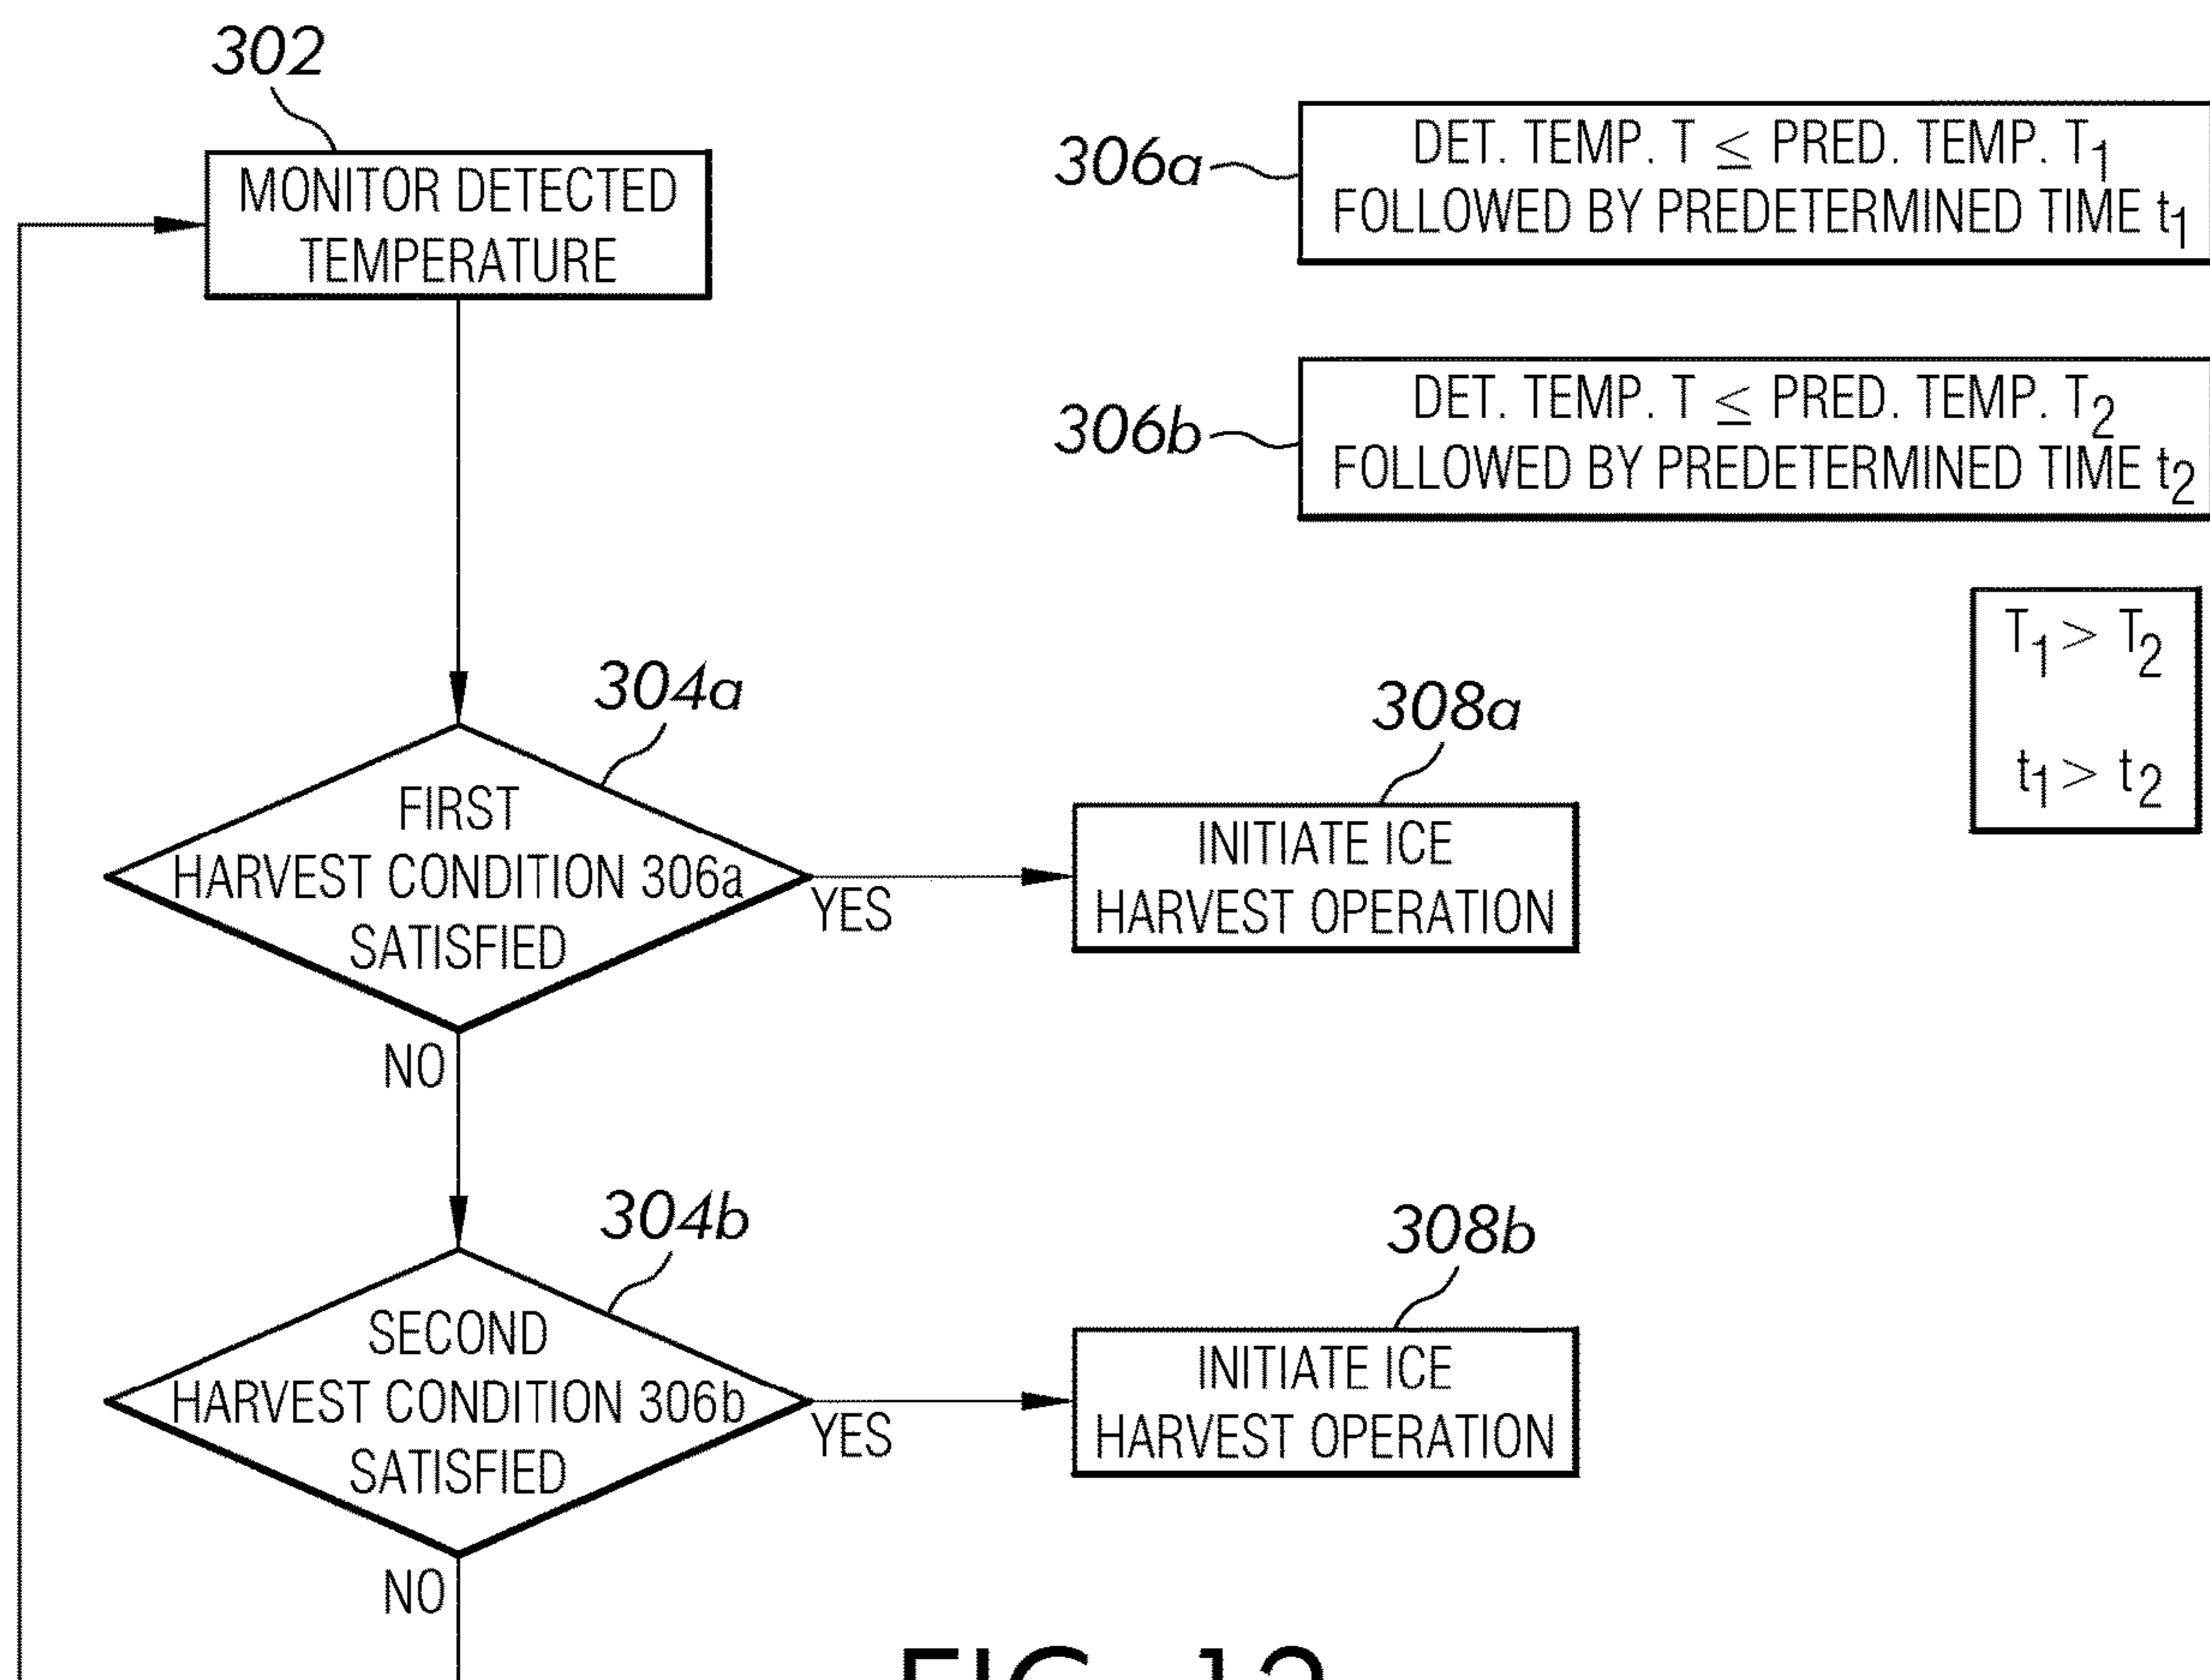 302
MONITOR DETECTED
TEMPERATURE
306a
DET. TEMP. T ≤ PRED. TEMP. T1
FOLLOWED BY PREDETERMINED TIME t1
306b
DET. TEMP. T ≤ PRED. TEMP. T2
FOLLOWED BY PREDETERMINED TIME t2
T1 > T2
t1 > t2
304a
FIRST
HARVEST CONDITION 306a
SATISFIED
YES
NO
308a
INITIATE ICE
HARVEST OPERATION
304b
SECOND
HARVEST CONDITION 306b
SATISFIED
YES
NO
308b
INITIATE ICE
HARVEST OPERATION
FIG. 12